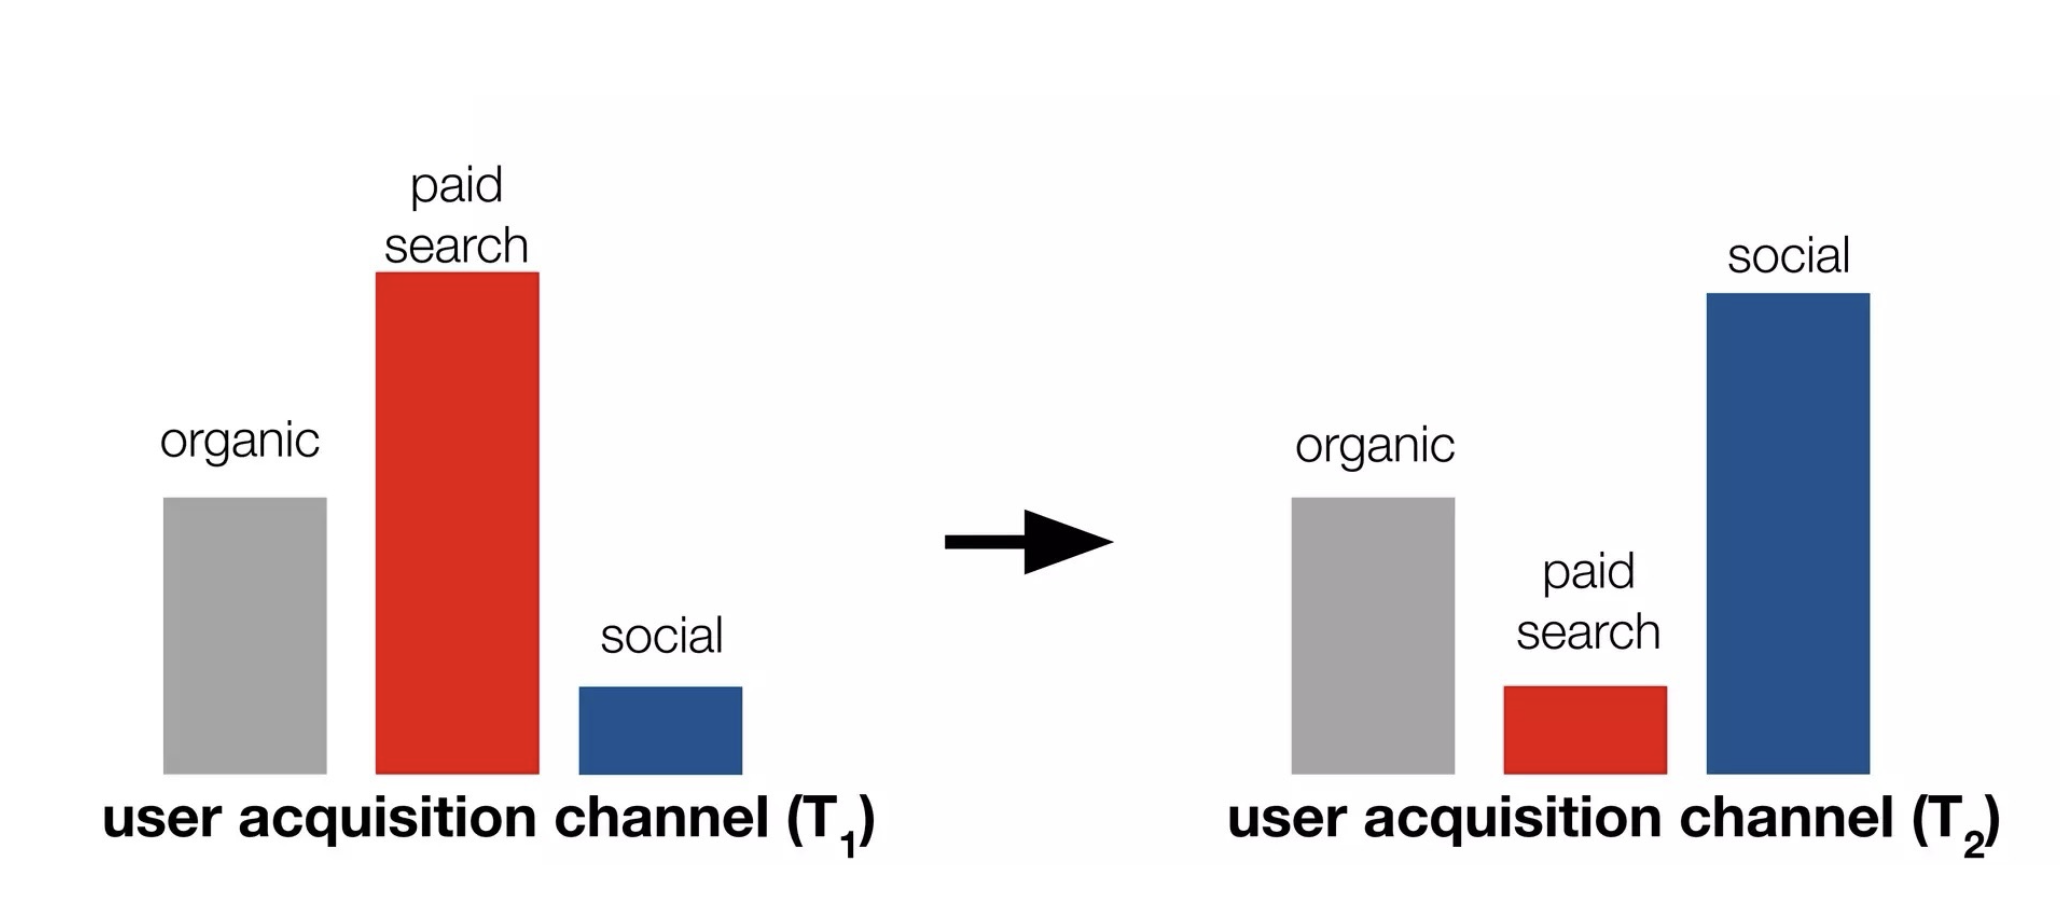 paid
search
organic
social
user acquisition channel (T₁)
social
organic
paid
search
user acquisition channel (T₂)